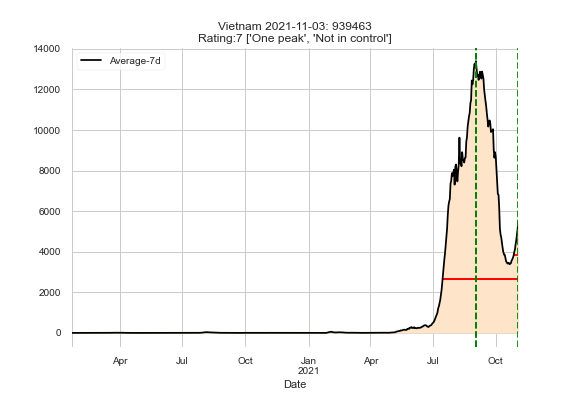 Vietnam 2021-11-03: 939463
Rating:7 ['One peak', 'Not in control']
Average-7d
14000
12000
10000
8000
6000
4000
2000
0
Apr Jul Oct Jan Apr Jul Oct
2021
Date